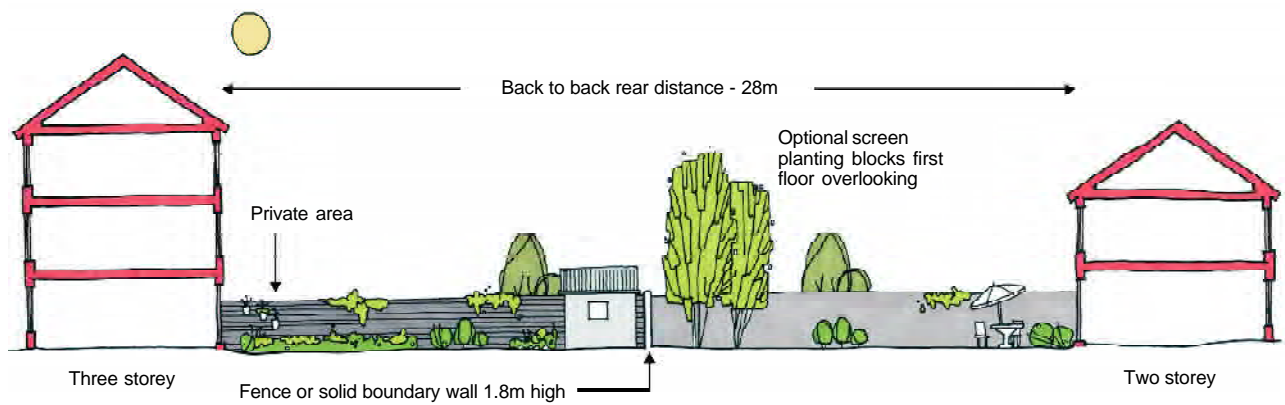 Back to back rear distance - 28m
Optional screen
planting blocks first
floor overlooking
Private area
Three storey
Fence or solid boundary wall 1.8m high
Two storey